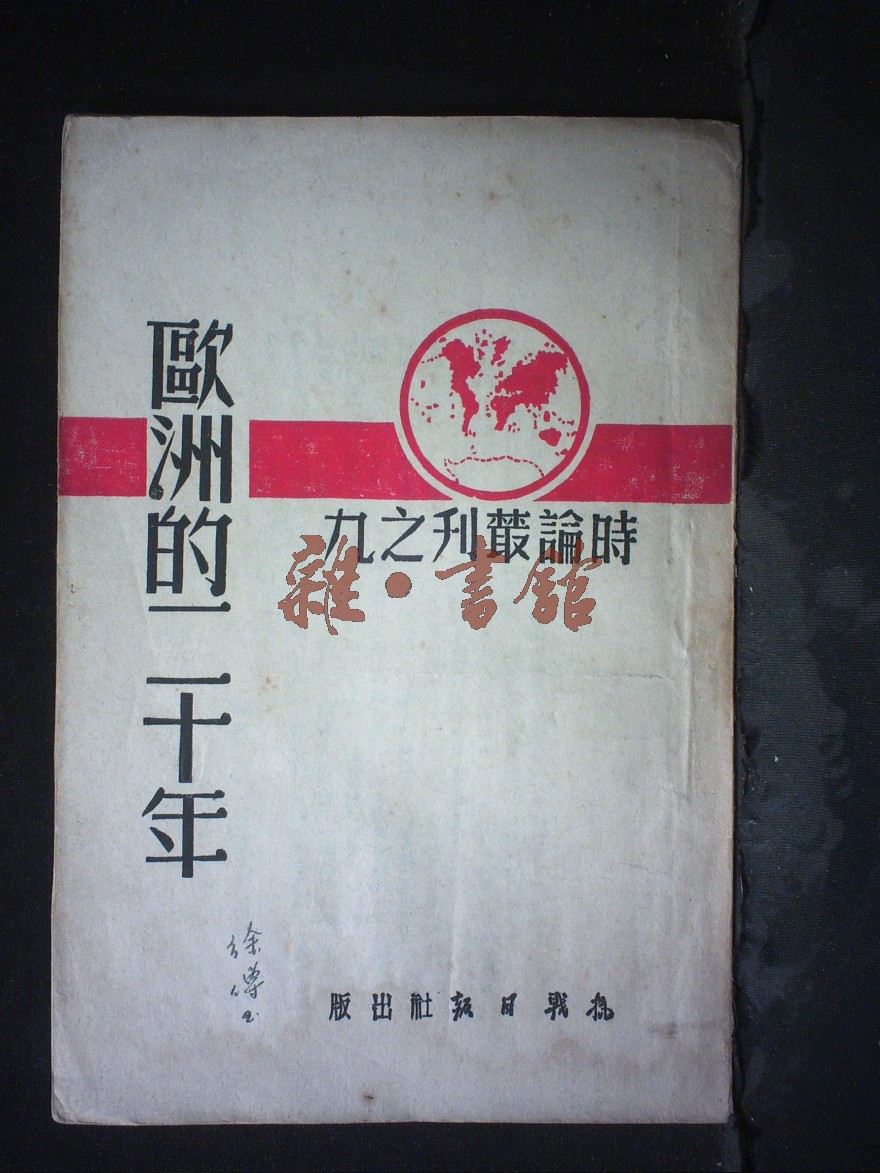 歐洲的二十年
時論叢刊之九
雜·書館
抗戰日報社出版